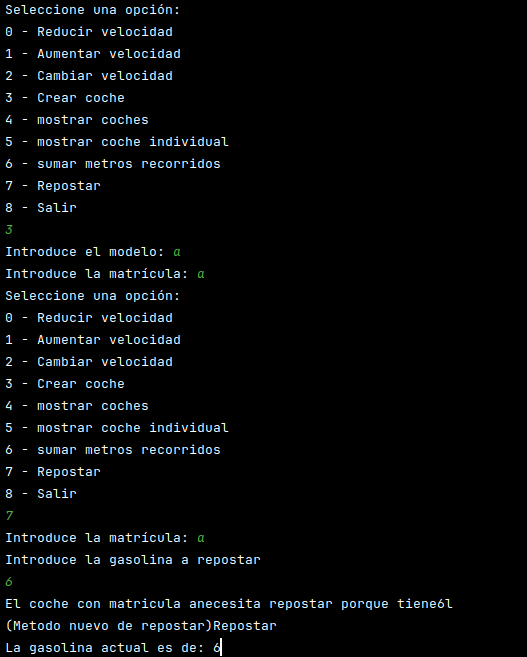 Seleccione una opción:
0 - Reducir velocidad
1 - Aumentar velocidad
2 - Cambiar velocidad
3 - Crear coche
4 - mostrar coches
5 - mostrar coche individual
6 - sumar metros recorridos
7 - Repostar
8 - Salir
3
Introduce el modelo: a
Introduce la matrícula: a
Seleccione una opción:
0 - Reducir velocidad
1 - Aumentar velocidad
2 - Cambiar velocidad
3 - Crear coche
4 - mostrar coches
5 - mostrar coche individual
6 - sumar metros recorridos
7 - Repostar
8 - Salir
7
Introduce la matrícula: a
Introduce la gasolina a repostar
6
El coche con matricula anecesita repostar porque tiene6l
(Metodo nuevo de repostar)Repostar
La gasolina actual es de: 6